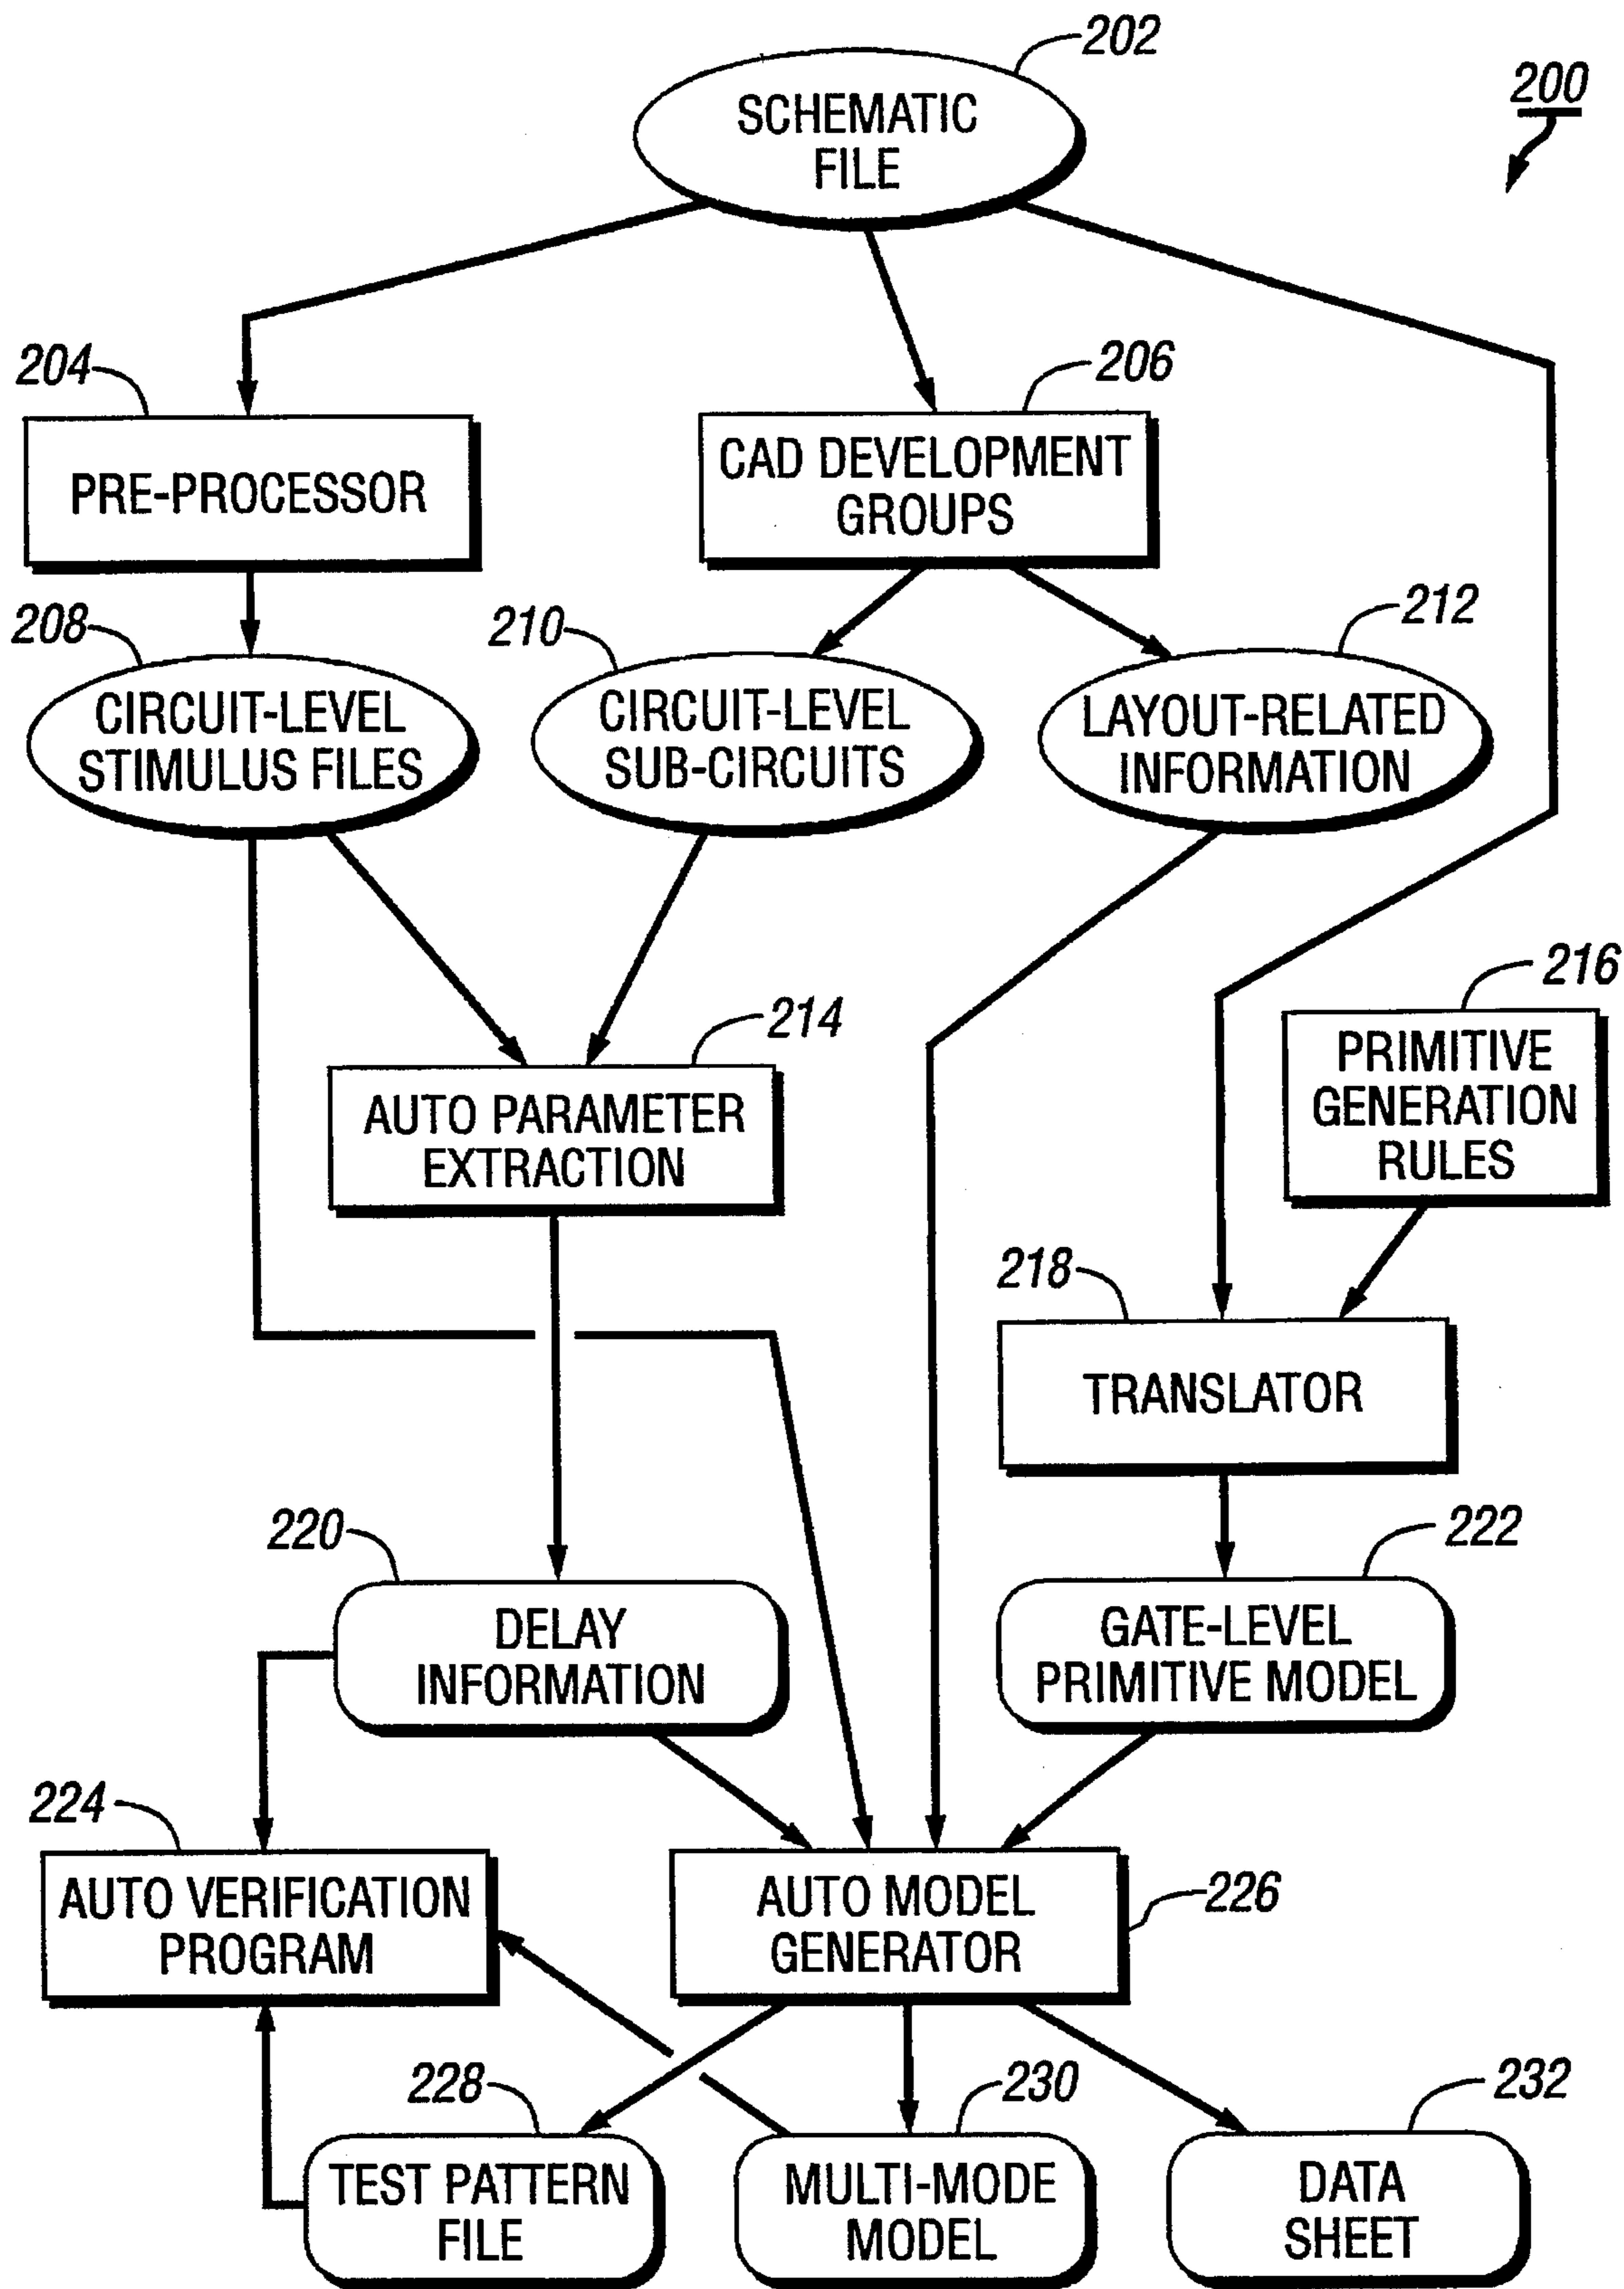 202
200
SCHEMATIC
FILE
204
206
PRE-PROCESSOR
CAD DEVELOPMENT
GROUPS
208
210
212
CIRCUIT-LEVEL
STIMULUS FILES
CIRCUIT-LEVEL
SUB-CIRCUITS
LAYOUT-RELATED
INFORMATION
214
216
AUTO PARAMETER
EXTRACTION
PRIMITIVE
GENERATION
RULES
218
TRANSLATOR
220
222
DELAY
INFORMATION
GATE-LEVEL
PRIMITIVE MODEL
224
AUTO VERIFICATION
PROGRAM
AUTO MODEL
GENERATOR
226
228
230
232
TEST PATTERN
FILE
MULTI-MODE
MODEL
DATA
SHEET